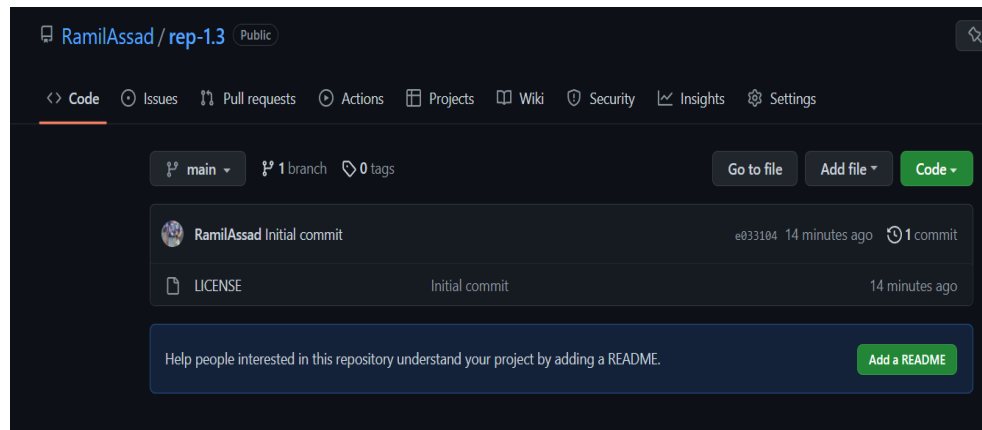 RamilAssad / rep-1.3 Public
Code Issues Pull requests Actions Projects Wiki Security Insights Settings
main 1 branch 0 tags Go to file Add file Code
RamilAssad Initial commit e033104 14 minutes ago 1 commit
LICENSE Initial commit 14 minutes ago
Help people interested in this repository understand your project by adding a README. Add a README